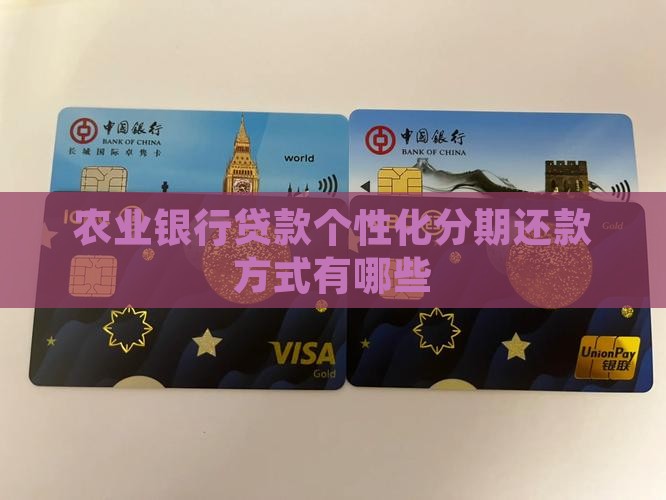 中国银行
BANK OF CHINA
长城国际卓隽卡
world
中国银行
BANK OF CHINA
农业银行贷款个性化分期还款
方式有哪些
VISA
Gold
UnionPay
银联